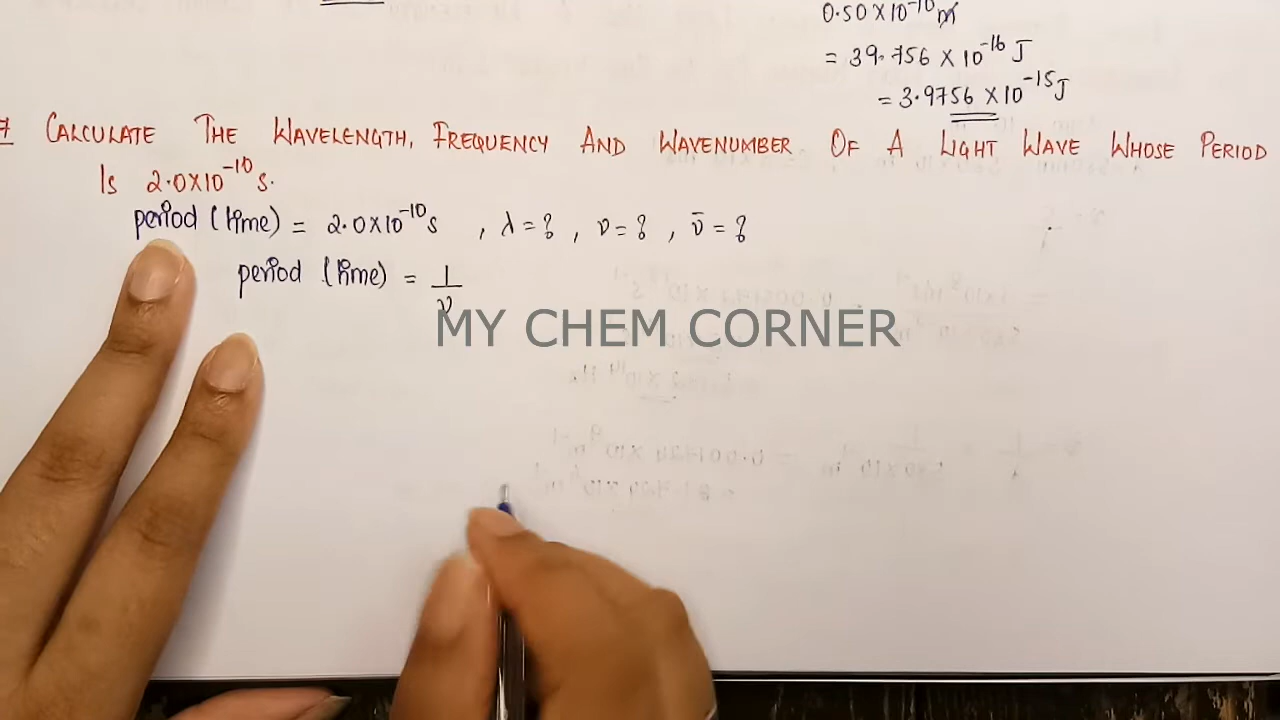 0.50 X 10⁻¹⁰ m
= 39.756 X 10⁻¹⁶ J
= 3.9756 X 10⁻¹⁵ J
7 CALCULATE THE WAVELENGTH, FREQUENCY AND WAVENUMBER OF A LIGHT WAVE WHOSE PERIOD
IS 2.0X10⁻¹⁰ s.
period (time) = 2.0X10⁻¹⁰ s , λ = ? , ν = ? , ν̄ = ?
period (time) = 1/ν
MY CHEM CORNER